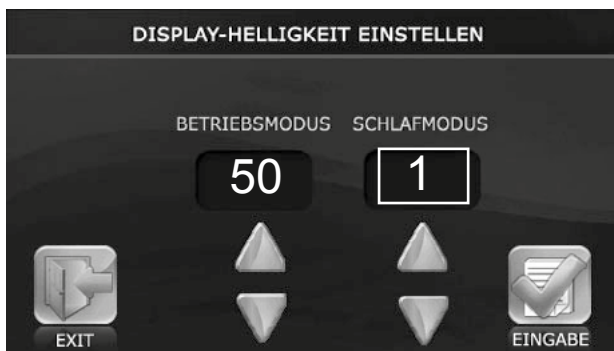 DISPLAY-HELLIGKEIT EINSTELLEN
BETRIEBSMODUS SCHLAFMODUS
50 1
EXIT EINGABE